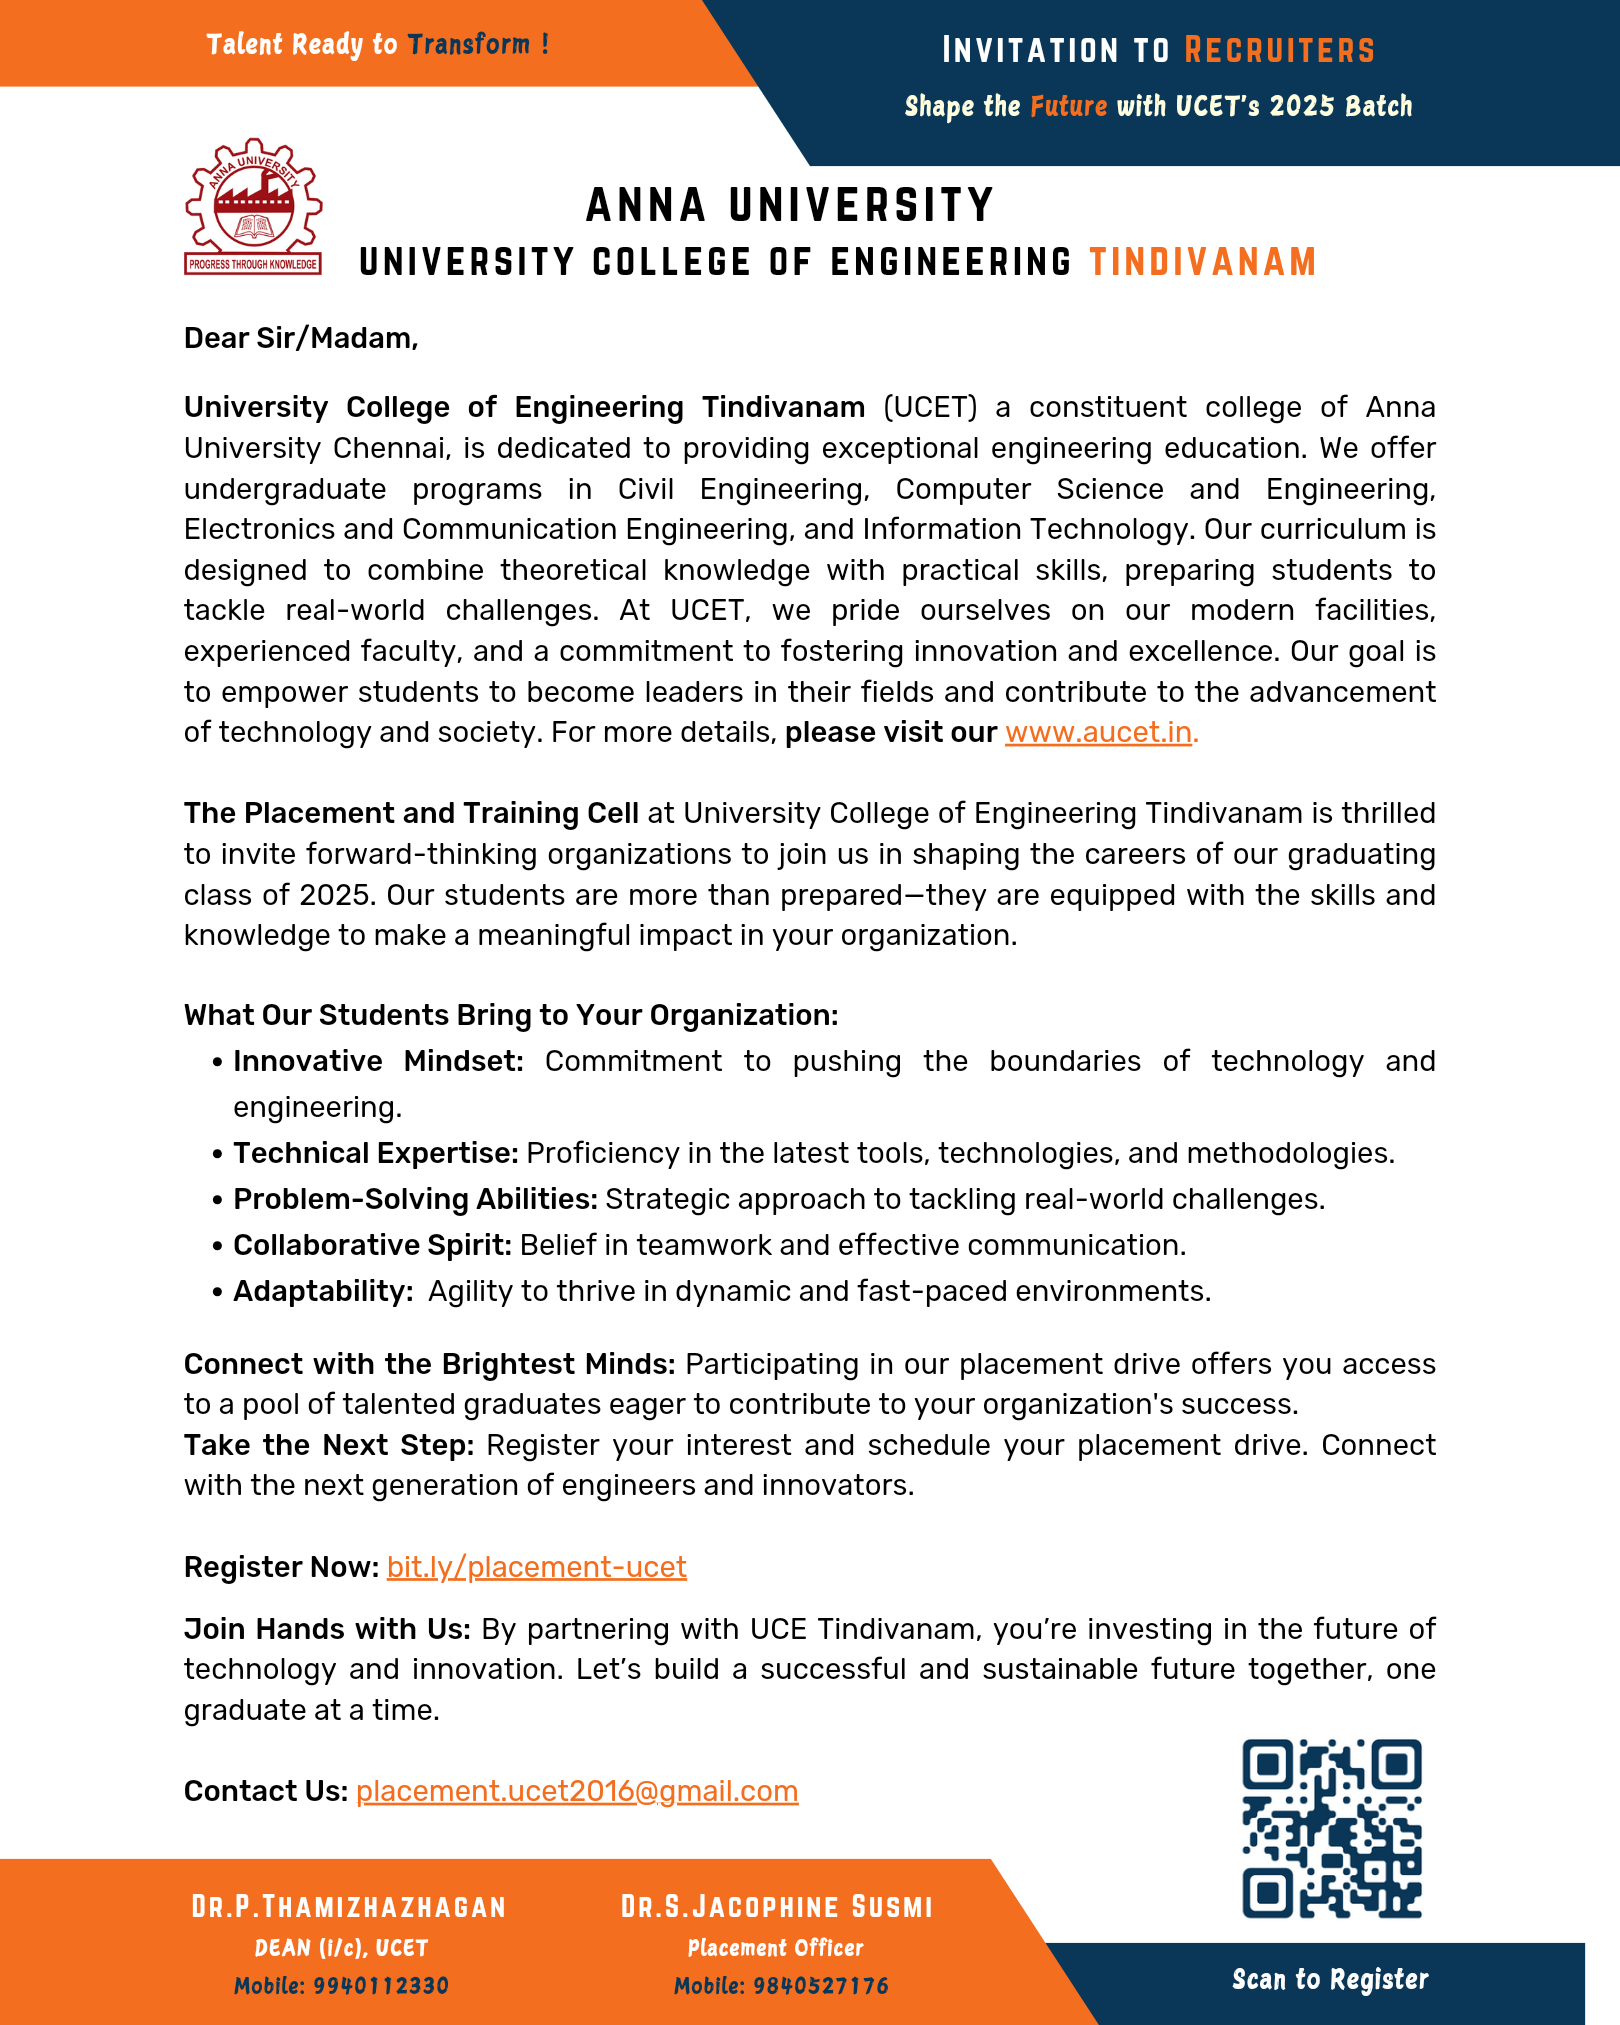 Talent Ready to Transform !
Invitation to Recruiters
Shape the Future with UCET's 2025 Batch
ANNA UNIVERSITY
PROGRESS THROUGH KNOWLEDGE
ANNA UNIVERSITY
UNIVERSITY COLLEGE OF ENGINEERING TINDIVANAM
Dear Sir/Madam,
University College of Engineering Tindivanam (UCET) a constituent college of Anna
University Chennai, is dedicated to providing exceptional engineering education. We offer
undergraduate programs in Civil Engineering, Computer Science and Engineering,
Electronics and Communication Engineering, and Information Technology. Our curriculum is
designed to combine theoretical knowledge with practical skills, preparing students to
tackle real-world challenges. At UCET, we pride ourselves on our modern facilities,
experienced faculty, and a commitment to fostering innovation and excellence. Our goal is
to empower students to become leaders in their fields and contribute to the advancement
of technology and society. For more details, please visit our www.aucet.in.
The Placement and Training Cell at University College of Engineering Tindivanam is thrilled
to invite forward-thinking organizations to join us in shaping the careers of our graduating
class of 2025. Our students are more than prepared—they are equipped with the skills and
knowledge to make a meaningful impact in your organization.
What Our Students Bring to Your Organization:
• Innovative Mindset: Commitment to pushing the boundaries of technology and
engineering.
• Technical Expertise: Proficiency in the latest tools, technologies, and methodologies.
• Problem-Solving Abilities: Strategic approach to tackling real-world challenges.
• Collaborative Spirit: Belief in teamwork and effective communication.
• Adaptability: Agility to thrive in dynamic and fast-paced environments.
Connect with the Brightest Minds: Participating in our placement drive offers you access
to a pool of talented graduates eager to contribute to your organization's success.
Take the Next Step: Register your interest and schedule your placement drive. Connect
with the next generation of engineers and innovators.
Register Now: bit.ly/placement-ucet
Join Hands with Us: By partnering with UCE Tindivanam, you're investing in the future of
technology and innovation. Let's build a successful and sustainable future together, one
graduate at a time.
Contact Us: placement.ucet2016@gmail.com
Dr.P.Thamizhazhagan
DEAN (i/c), UCET
Mobile: 9940112330
Dr.S.Jacophine Susmi
Placement Officer
Mobile: 9840527176
Scan to Register